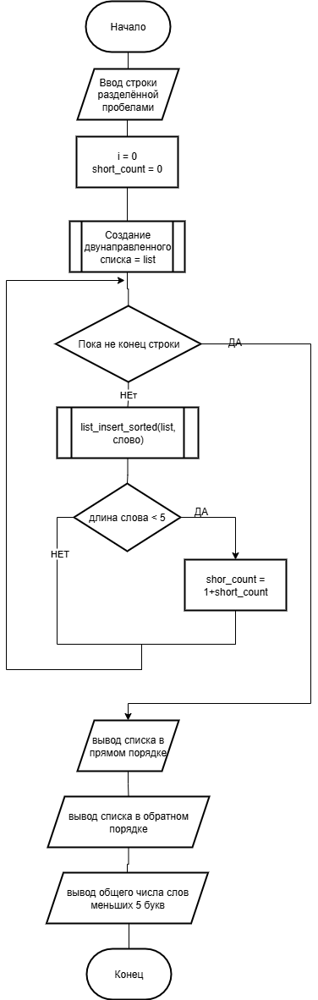 Начало
Ввод строки
разделённой
пробелами
i = 0
short_count = 0
Создание
двунаправленного
списка = list
Пока не конец строки
ДА
НЕт
list_insert_sorted(list,
слово)
длина слова < 5
ДА
НЕТ
shor_count =
1+short_count
вывод списка в
прямом порядке
вывод списка в обратном
порядке
вывод общего числа слов
меньших 5 букв
Конец